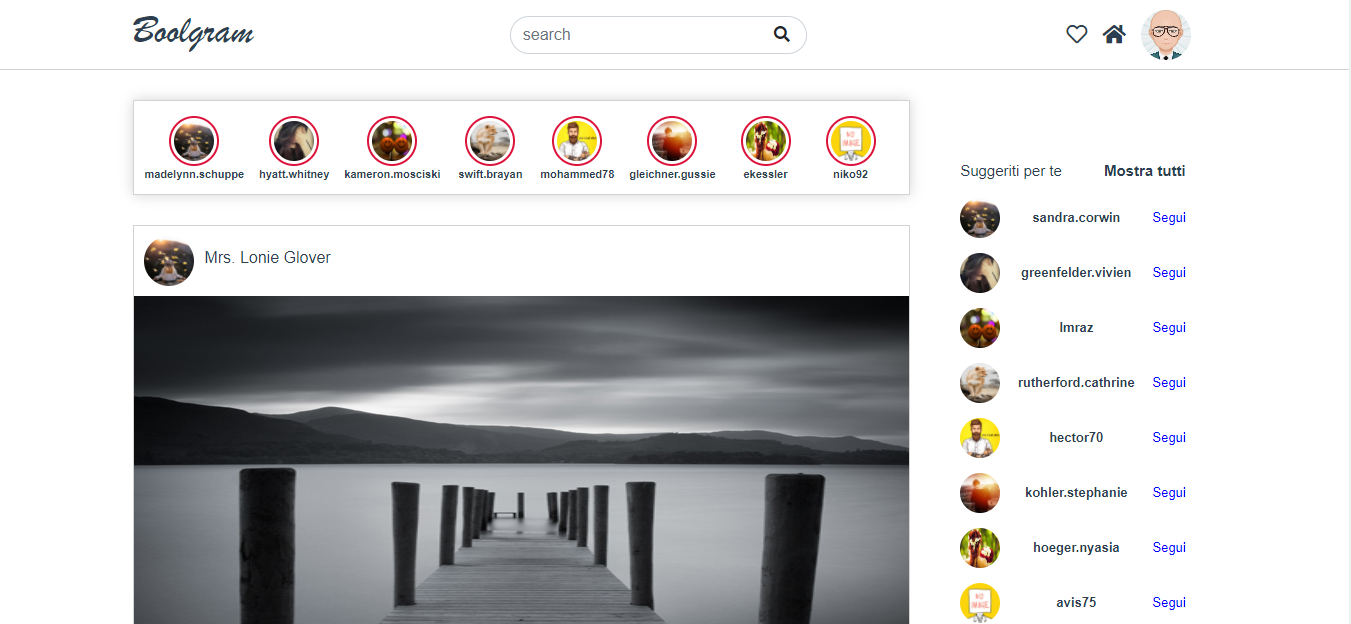 Boolgram
search
madelynn.schuppe hyatt.whitney kameron.mosciski swift.brayan mohammed78 gleichner.gussie ekessler niko92
Mrs. Lonie Glover
Suggeriti per te Mostra tutti
sandra.corwin Segui
greenfelder.vivien Segui
lmraz Segui
rutherford.cathrine Segui
hector70 Segui
kohler.stephanie Segui
hoeger.nyasia Segui
avis75 Segui
NO
IMAGE